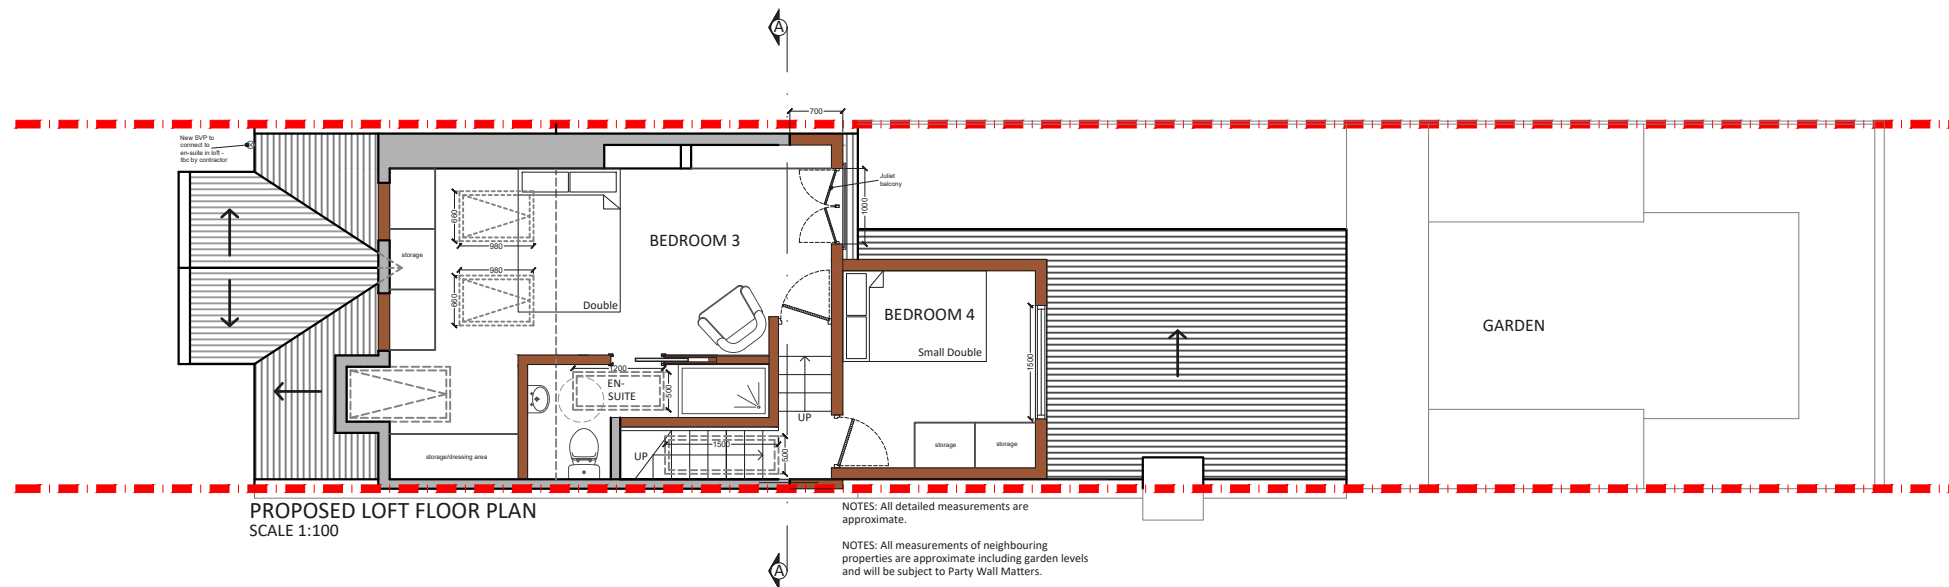 A
700
New SVP to
connect to
en-suite in loft -
tbc by contractor
Juliet
balcony
1000
660
980
storage
BEDROOM 3
980
660
Double
BEDROOM 4
Small Double
1500
GARDEN
1200
EN-
SUITE
500
UP
UP
1500
500
storage
storage
storage/dressing area
PROPOSED LOFT FLOOR PLAN
SCALE 1:100
NOTES: All detailed measurements are
approximate.
NOTES: All measurements of neighbouring
properties are approximate including garden levels
and will be subject to Party Wall Matters.
A